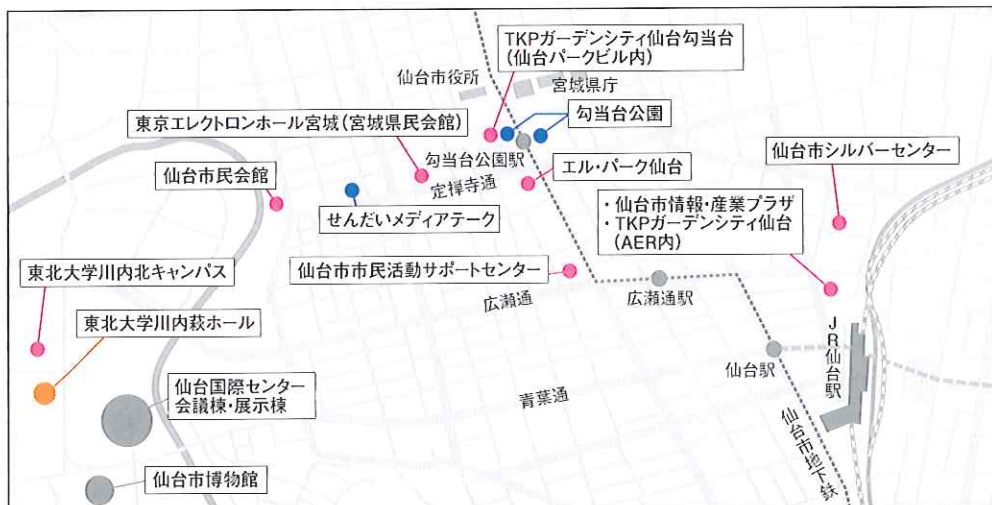 TKPガーデンシティ仙台勾当台
(仙台パークビル内)
仙台市役所
宮城県庁
東京エレクトロンホール宮城(宮城県民会館)
勾当台公園
勾当台公園駅
仙台市シルバーセンター
仙台市民会館
定禅寺通
エル・パーク仙台
せんだいメディアテーク
・仙台市情報・産業プラザ
・TKPガーデンシティ仙台
(AER内)
東北大学川内北キャンパス
仙台市市民活動サポートセンター
広瀬通
広瀬通駅
東北大学川内萩ホール
JR仙台駅
仙台駅
仙台国際センター
会議棟・展示棟
青葉通
仙台市地下鉄
仙台市博物館